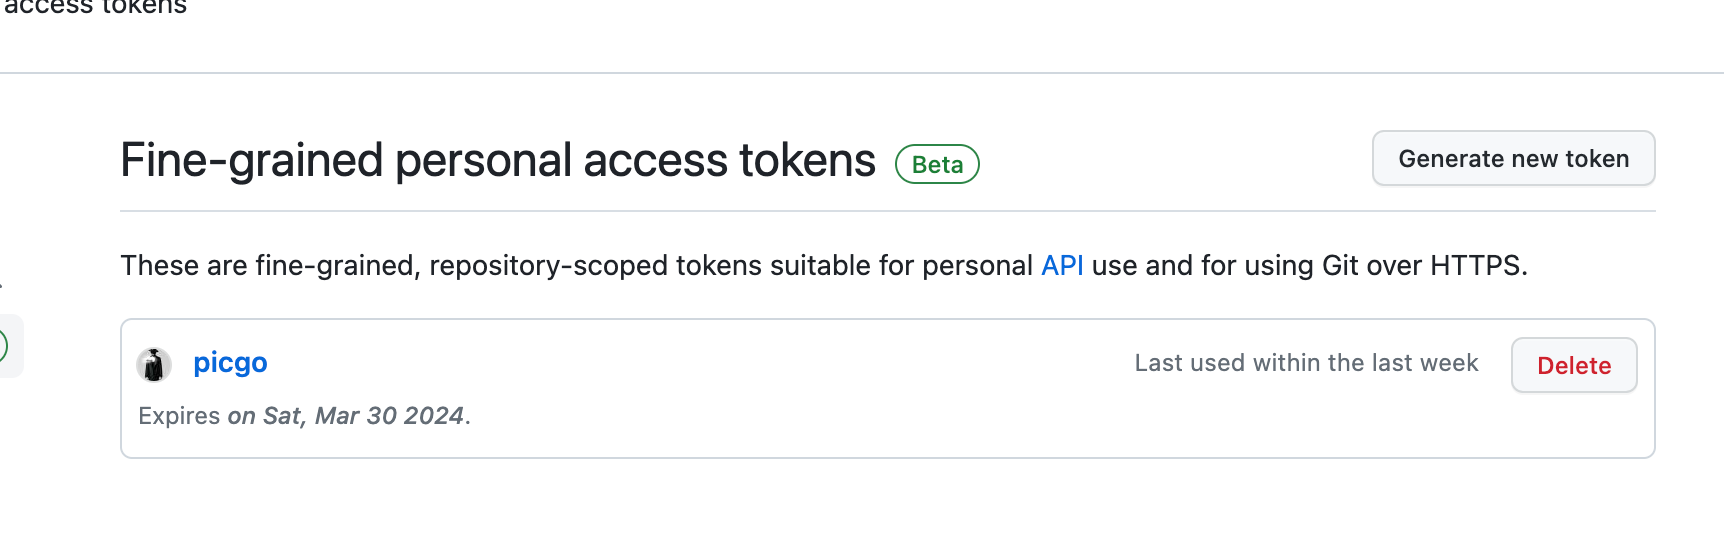 access tokens
Fine-grained personal access tokens Beta
Generate new token
These are fine-grained, repository-scoped tokens suitable for personal API use and for using Git over HTTPS.
picgo
Last used within the last week
Delete
Expires on Sat, Mar 30 2024.